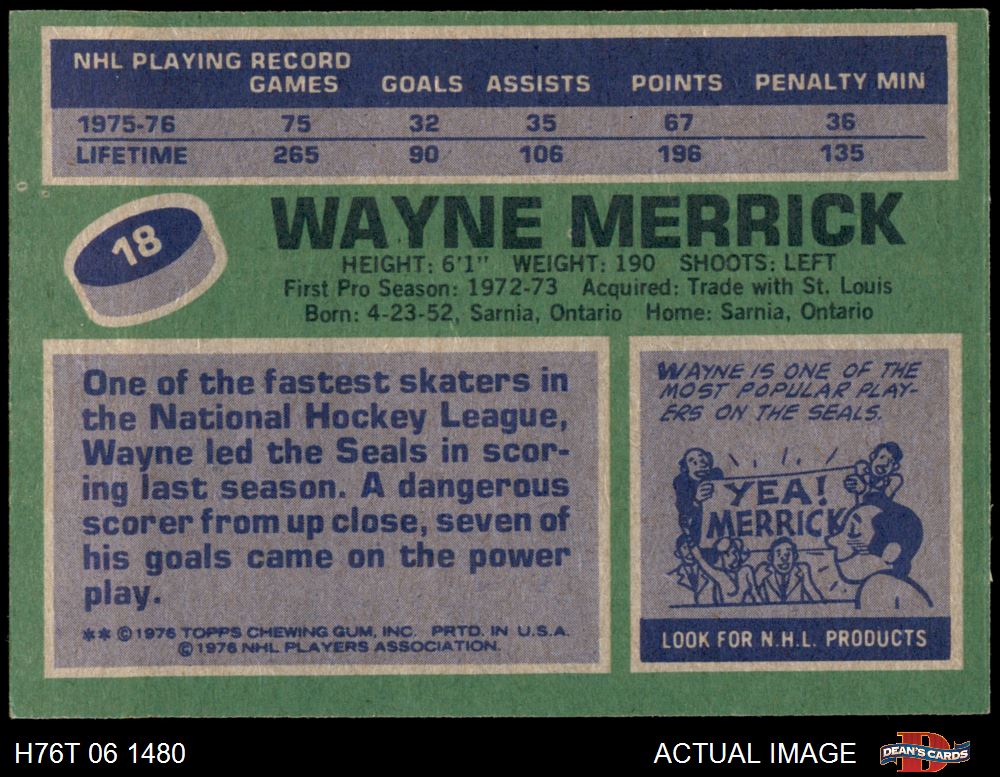 NHL PLAYING RECORD
GAMES GOALS ASSISTS POINTS PENALTY MIN
1975-76 75 32 35 67 36
LIFETIME 265 90 106 196 135
18
WAYNE MERRICK
HEIGHT: 6'1" WEIGHT: 190 SHOOTS: LEFT
First Pro Season: 1972-73 Acquired: Trade with St. Louis
Born: 4-23-52, Sarnia, Ontario Home: Sarnia, Ontario
One of the fastest skaters in
the National Hockey League,
Wayne led the Seals in scor-
ing last season. A dangerous
scorer from up close, seven of
his goals came on the power
play.
** © 1976 TOPPS CHEWING GUM, INC. PRTD. IN U.S.A.
© 1976 NHL PLAYERS ASSOCIATION.
WAYNE IS ONE OF THE
MOST POPULAR PLAY-
ERS ON THE SEALS.
YEA!
MERRICK
LOOK FOR N.H.L. PRODUCTS
H76T 06 1480 ACTUAL IMAGE DEAN'S CARDS